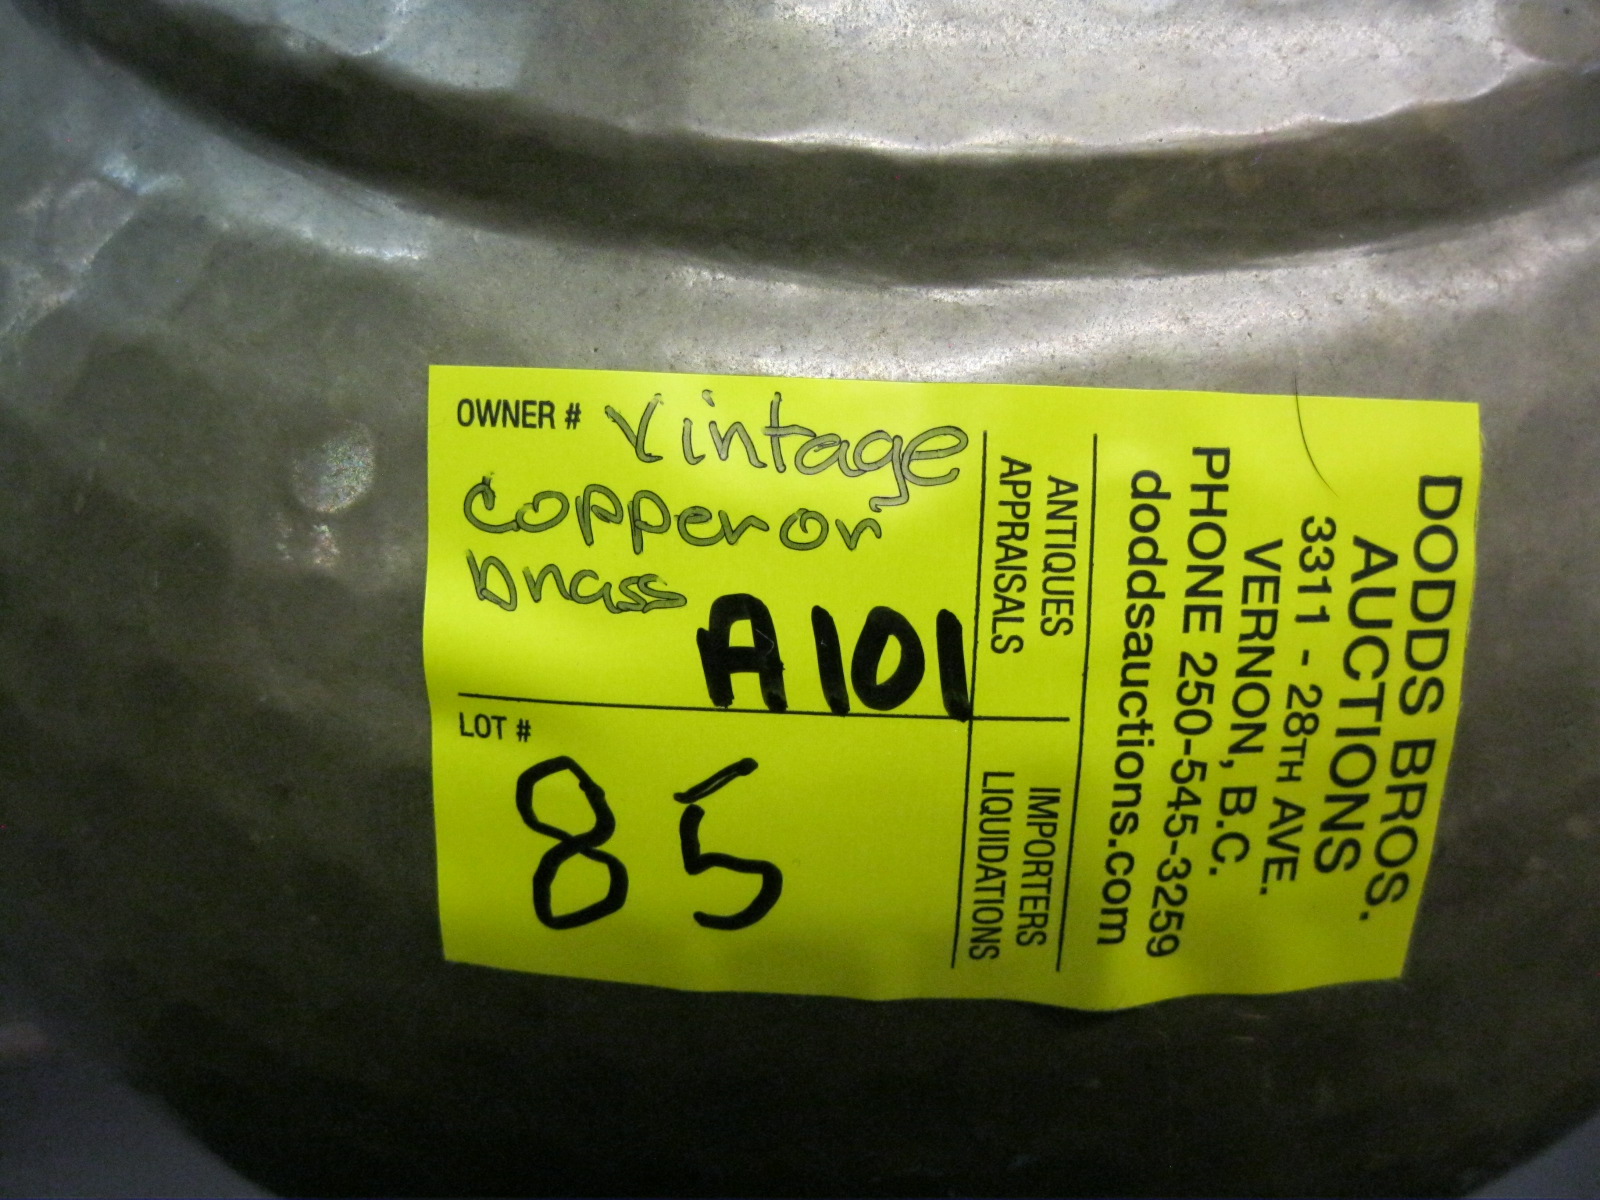 OWNER # Vintage
copper or
brass
A101
LOT #
85
ANTIQUES
APPRAISALS
IMPORTERS
LIQUIDATIONS
DODDS BROS.
AUCTIONS
3311 - 28TH AVE.
VERNON, B.C.
PHONE 250-545-3259
doddsauctions.com